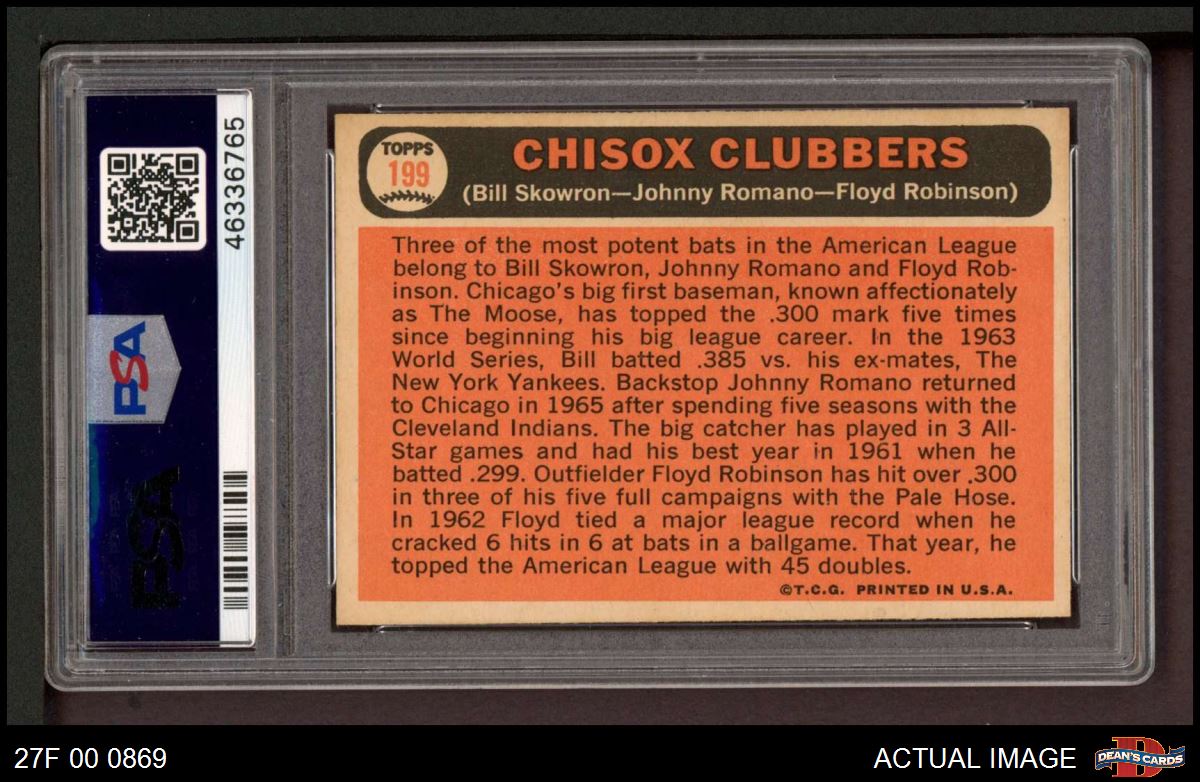 PSA
PSA
46336765
TOPPS
199
CHISOX CLUBBERS
(Bill Skowron—Johnny Romano—Floyd Robinson)
Three of the most potent bats in the American League
belong to Bill Skowron, Johnny Romano and Floyd Rob-
inson. Chicago's big first baseman, known affectionately
as The Moose, has topped the .300 mark five times
since beginning his big league career. In the 1963
World Series, Bill batted .385 vs. his ex-mates, The
New York Yankees. Backstop Johnny Romano returned
to Chicago in 1965 after spending five seasons with the
Cleveland Indians. The big catcher has played in 3 All-
Star games and had his best year in 1961 when he
batted .299. Outfielder Floyd Robinson has hit over .300
in three of his five full campaigns with the Pale Hose.
In 1962 Floyd tied a major league record when he
cracked 6 hits in 6 at bats in a ballgame. That year, he
topped the American League with 45 doubles.
©T.C.G. PRINTED IN U.S.A.
27F 00 0869
ACTUAL IMAGE
D
DEAN'S CARDS